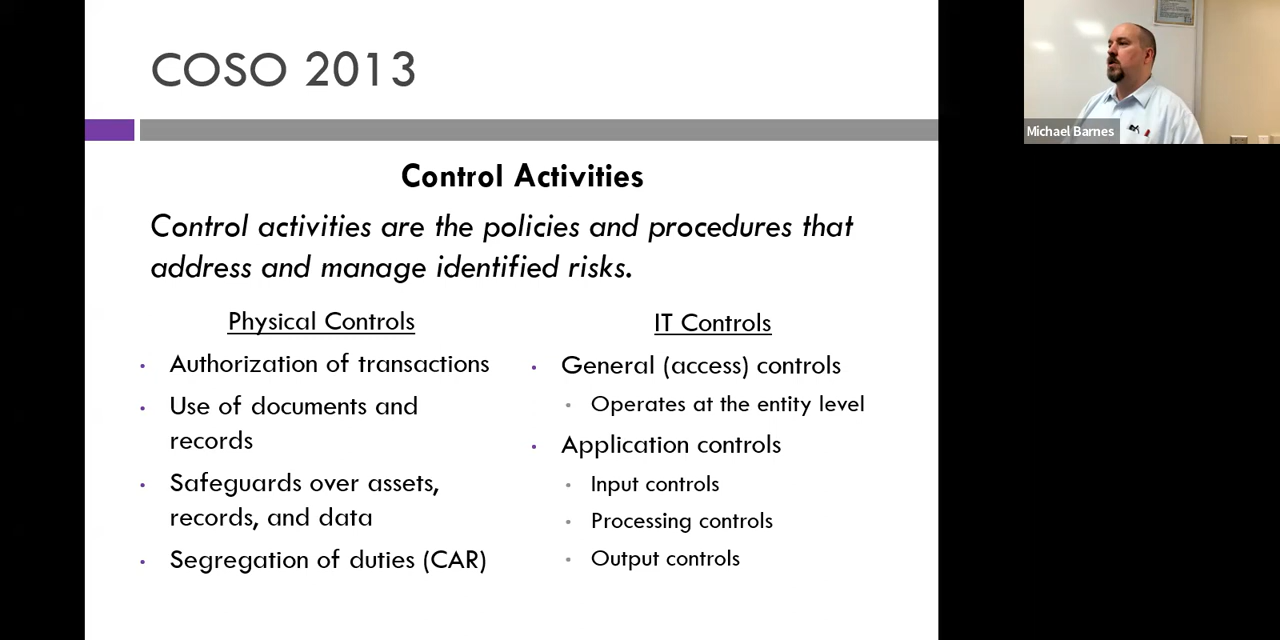 COSO 2013
Michael Barnes
Control Activities
Control activities are the policies and procedures that
address and manage identified risks.
Physical Controls
Authorization of transactions
Use of documents and
records
Safeguards over assets,
records, and data
Segregation of duties (CAR)
IT Controls
General (access) controls
Operates at the entity level
Application controls
Input controls
Processing controls
Output controls